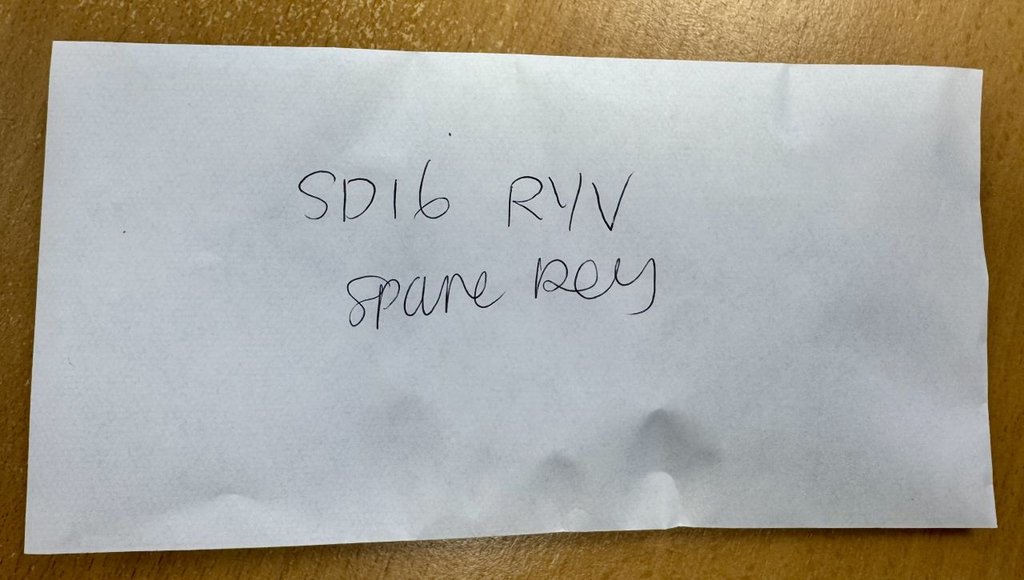 SD16 RYV
Spare key